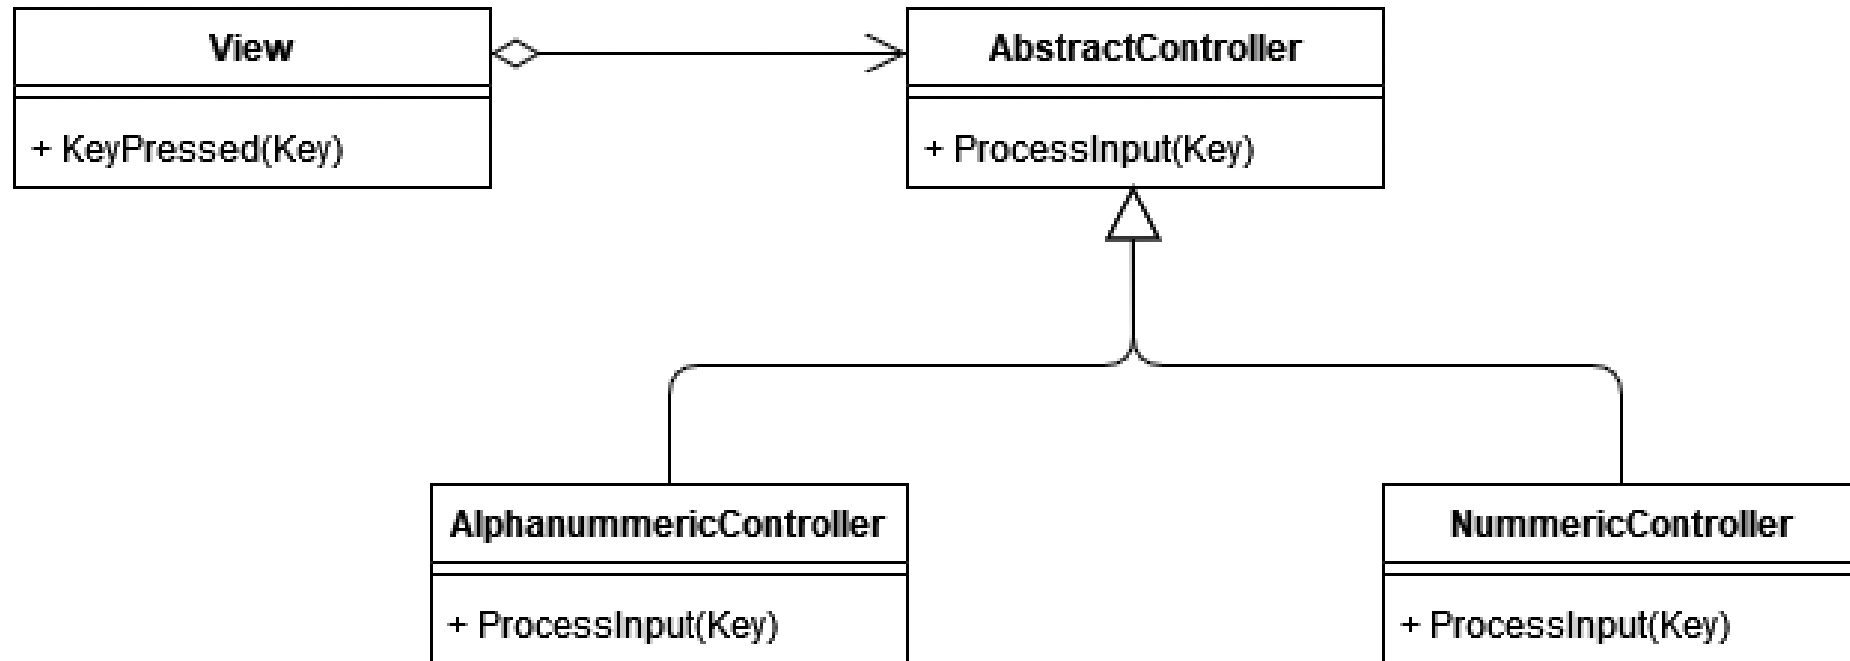 View
+ KeyPressed(Key)
AbstractController
+ ProcessInput(Key)
AlphanummericController
+ ProcessInput(Key)
NummericController
+ ProcessInput(Key)